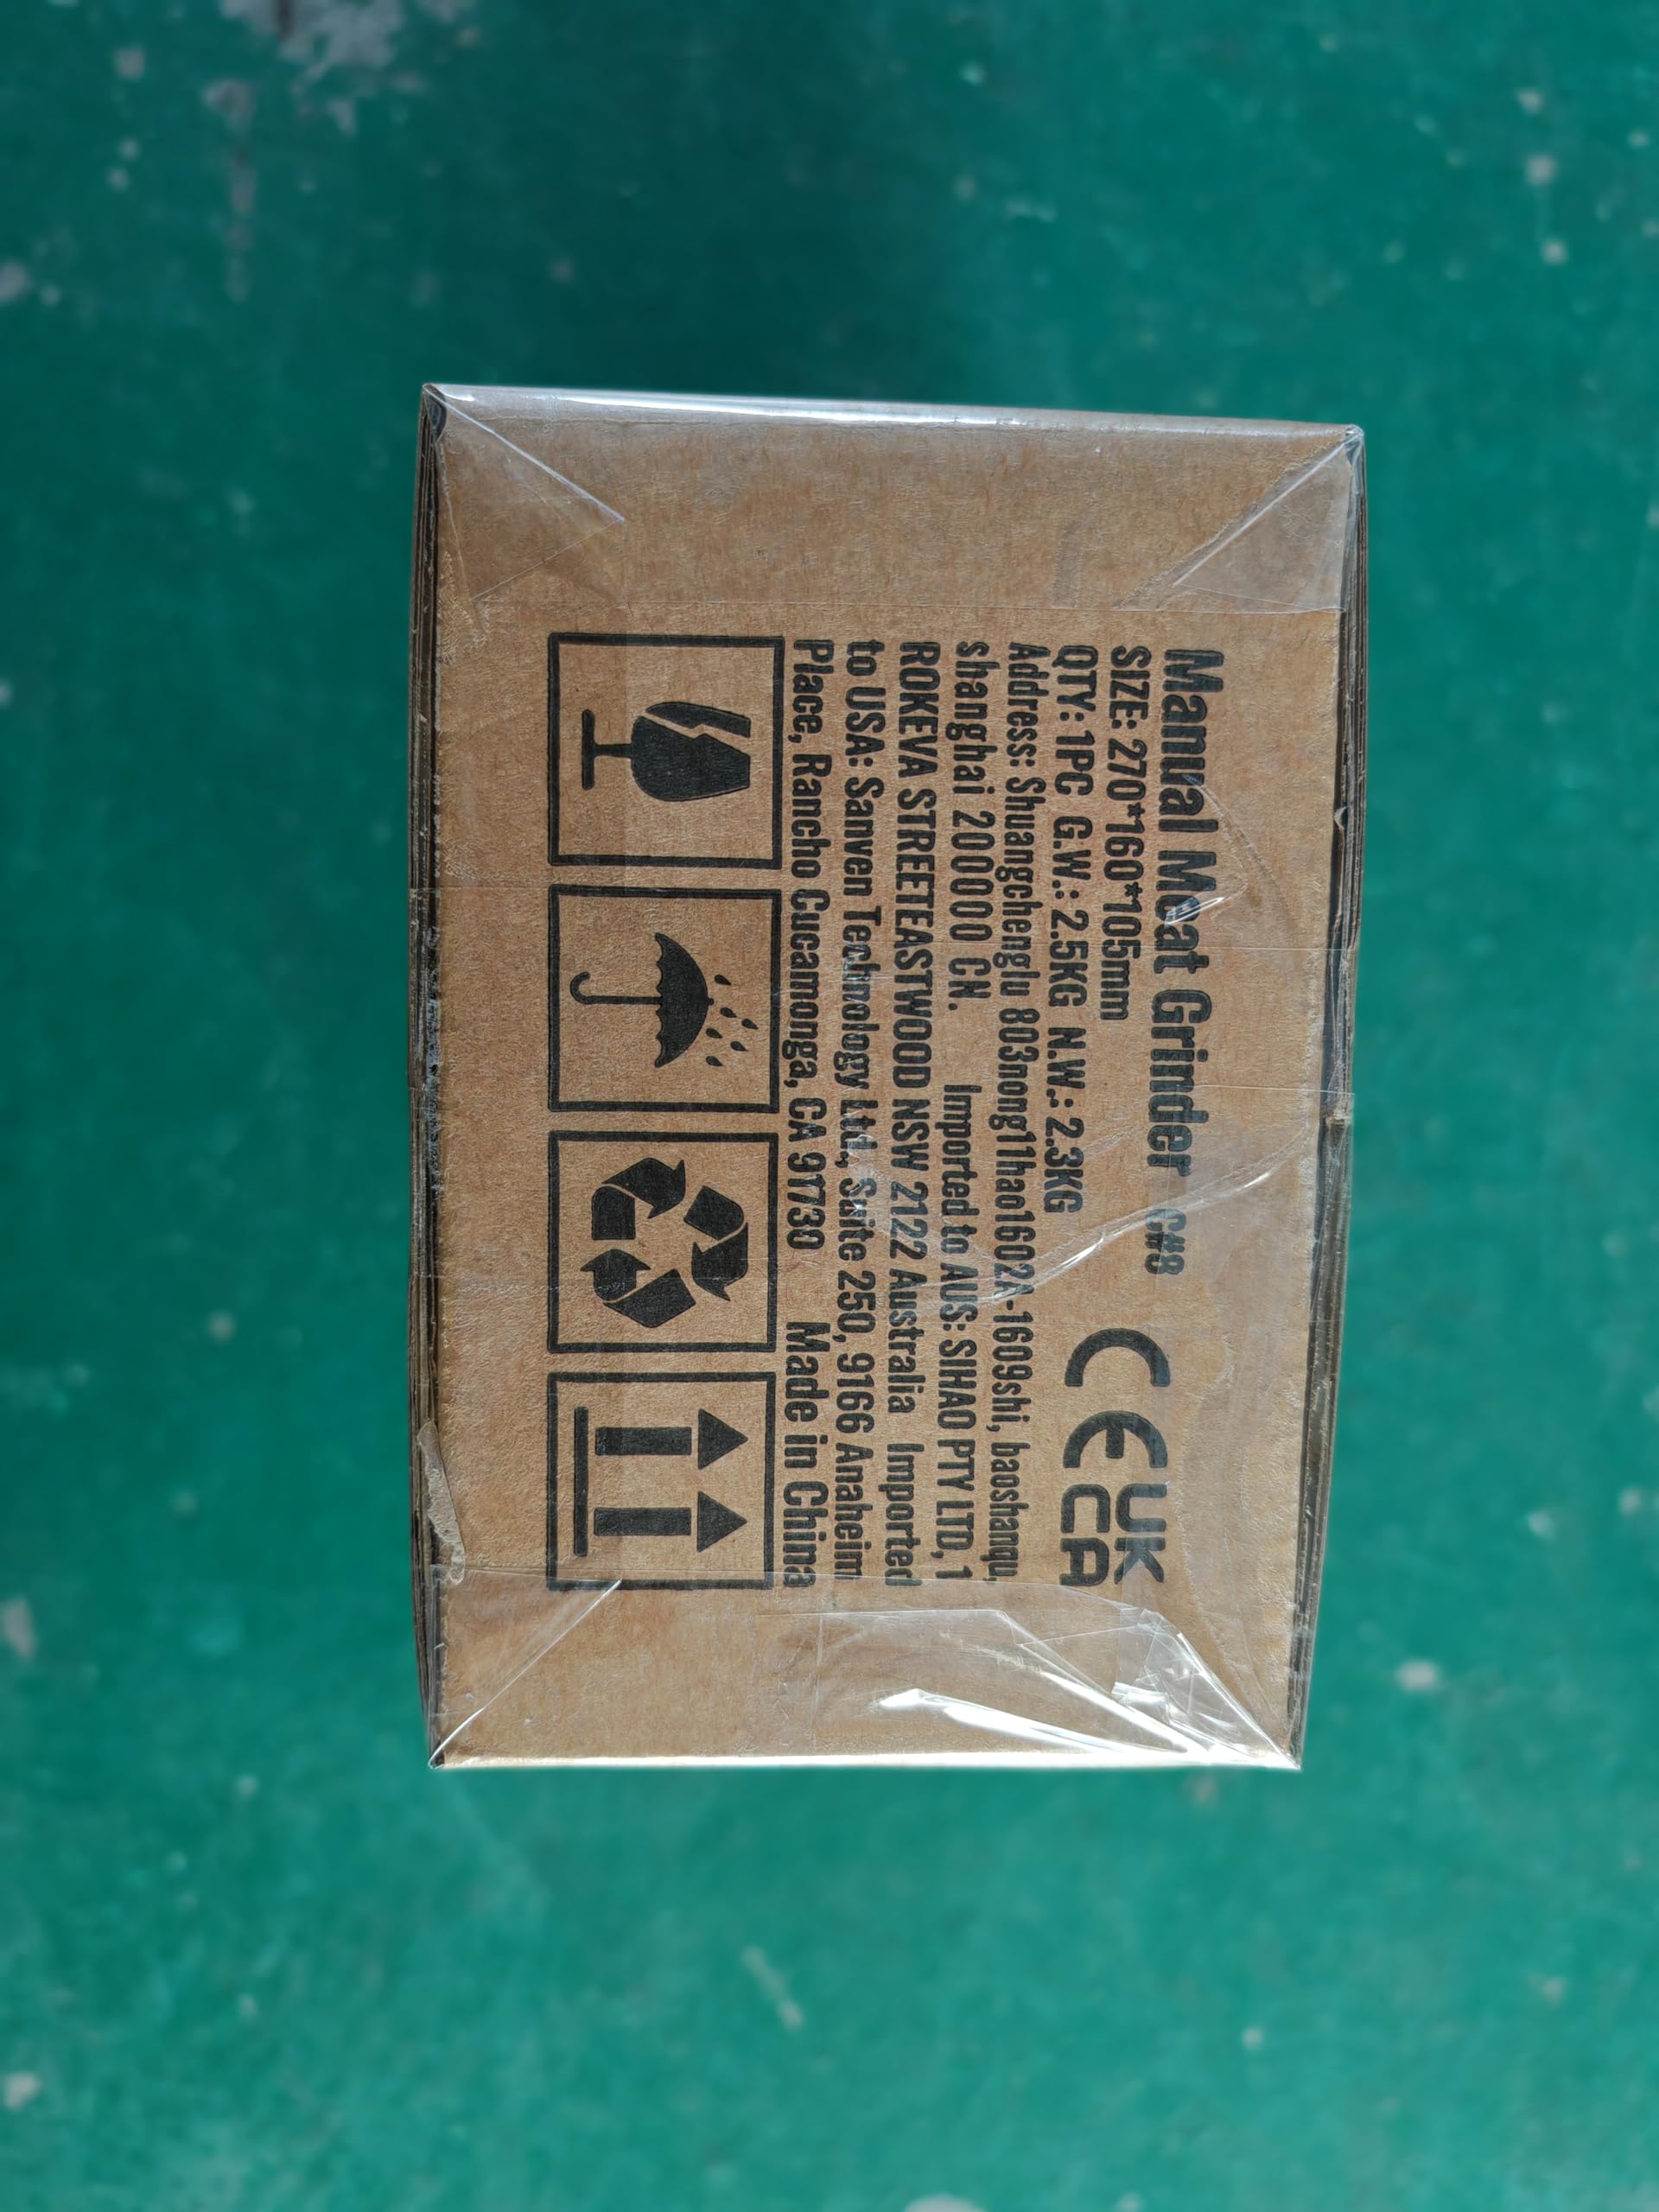 Manual Meat Grinder C#8
SIZE: 270*160*105mm
QTY: 1PC G.W.: 2.5KG N.W.: 2.3KG
CE UK
CA
Address: Shuangchenglu 803nong11hao1602A-1609shi, baoshanqu,
shanghai 200000 CN. Imported to AUS: SIHAO PTY LTD, 1
ROKEVA STREETEASTWOOD NSW 2122 Australia Imported
to USA: Sanven Technology Ltd., Suite 250, 9166 Anaheim
Place, Rancho Cucamonga, CA 91730 Made in China